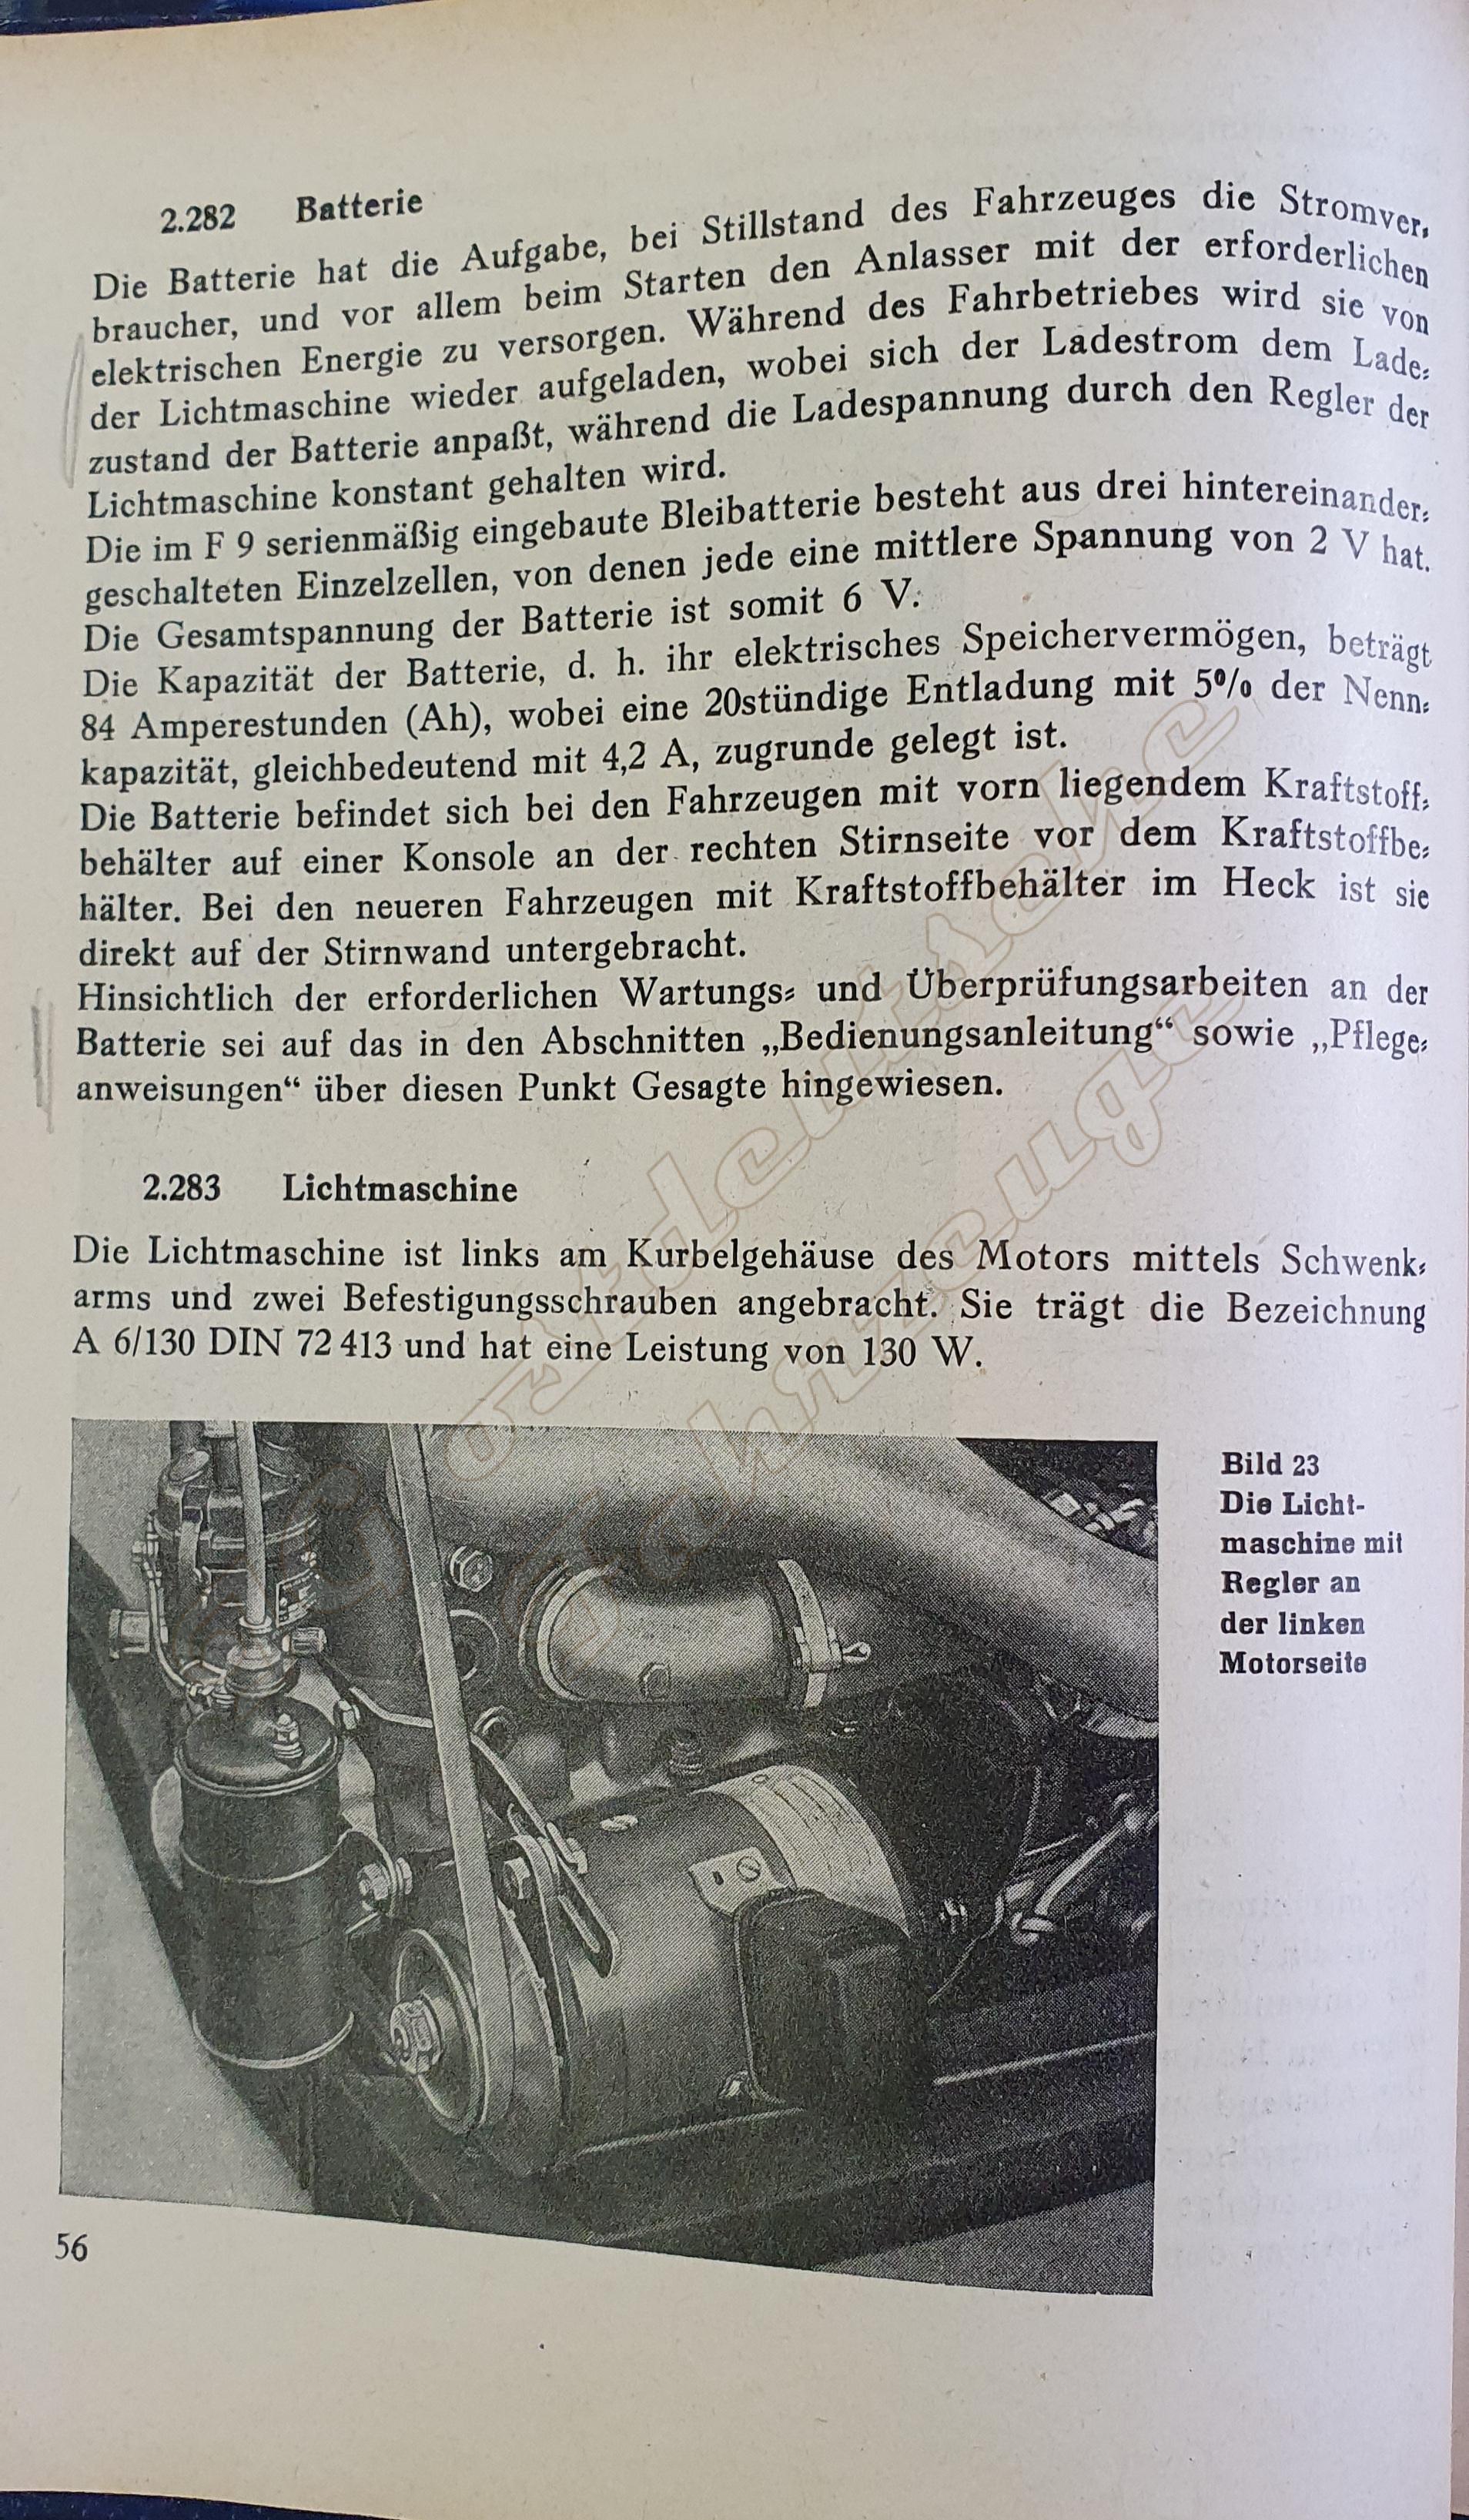 2.282 Batterie
Die Batterie hat die Aufgabe, bei Stillstand des Fahrzeuges die Stromver-
braucher, und vor allem beim Starten den Anlasser mit der erforderlichen
elektrischen Energie zu versorgen. Während des Fahrbetriebes wird sie von
der Lichtmaschine wieder aufgeladen, wobei sich der Ladestrom dem Lade-
zustand der Batterie anpaßt, während die Ladespannung durch den Regler der
Lichtmaschine konstant gehalten wird.
Die im F 9 serienmäßig eingebaute Bleibatterie besteht aus drei hintereinander-
geschalteten Einzelzellen, von denen jede eine mittlere Spannung von 2 V hat.
Die Gesamtspannung der Batterie ist somit 6 V.
Die Kapazität der Batterie, d. h. ihr elektrisches Speichervermögen, beträgt
84 Amperestunden (Ah), wobei eine 20stündige Entladung mit 5% der Nenn-
kapazität, gleichbedeutend mit 4,2 A, zugrunde gelegt ist.
Die Batterie befindet sich bei den Fahrzeugen mit vorn liegendem Kraftstoff-
behälter auf einer Konsole an der rechten Stirnseite vor dem Kraftstoffbe-
hälter. Bei den neueren Fahrzeugen mit Kraftstoffbehälter im Heck ist sie
direkt auf der Stirnwand untergebracht.
Hinsichtlich der erforderlichen Wartungs- und Überprüfungsarbeiten an der
Batterie sei auf das in den Abschnitten „Bedienungsanleitung“ sowie „Pflege-
anweisungen“ über diesen Punkt Gesagte hingewiesen.
2.283 Lichtmaschine
Die Lichtmaschine ist links am Kurbelgehäuse des Motors mittels Schwenk-
arms und zwei Befestigungsschrauben angebracht. Sie trägt die Bezeichnung
A 6/130 DIN 72 413 und hat eine Leistung von 130 W.
Bild 23
Die Licht-
maschine mit
Regler an
der linken
Motorseite
56